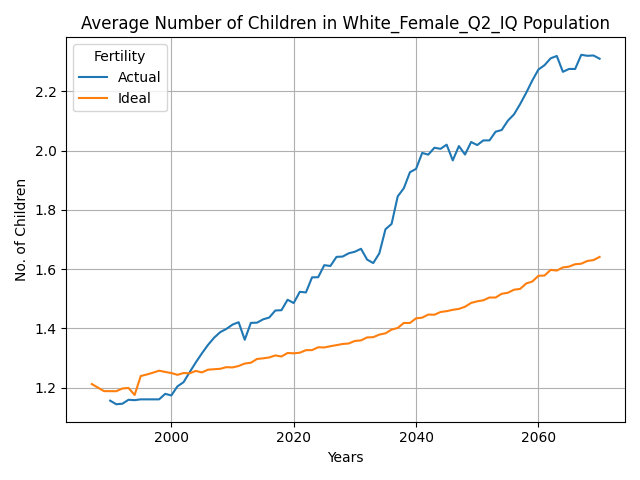 Average Number of Children in White_Female_Q2_IQ Population
Fertility
Actual
Ideal
No. of Children
2.2
2.0
1.8
1.6
1.4
1.2
2000 2020 2040 2060
Years